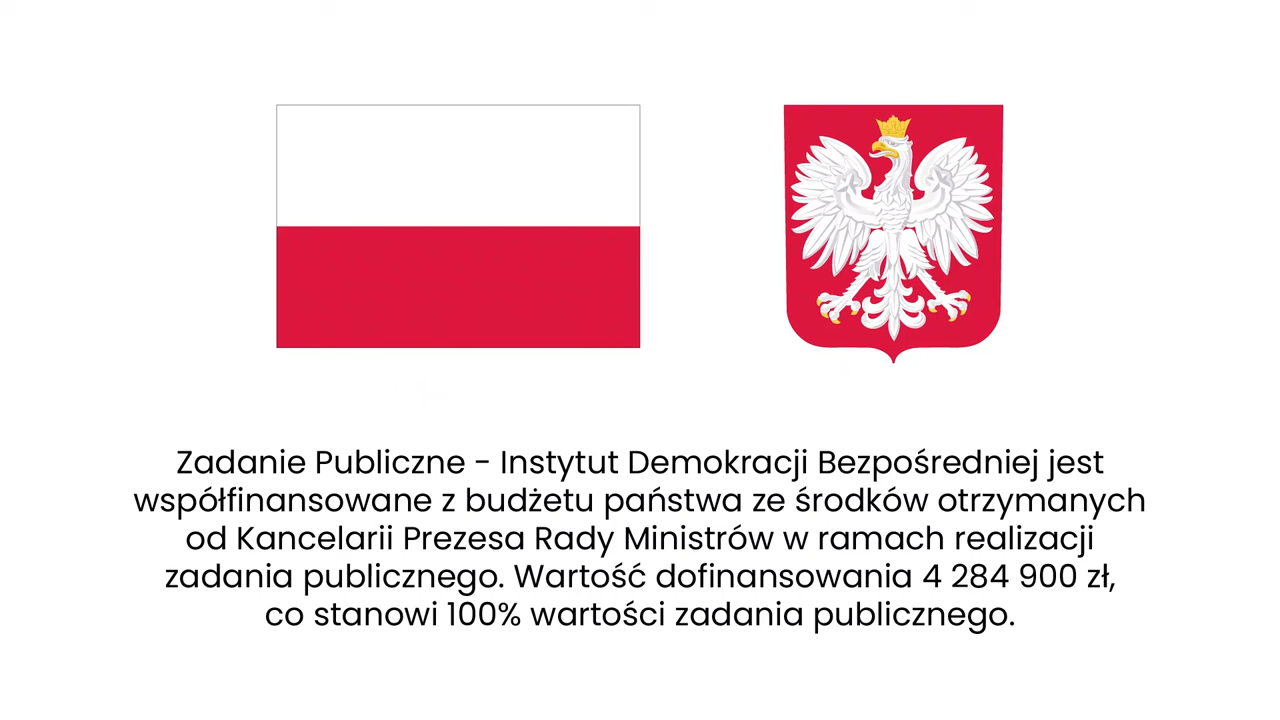 Zadanie Publiczne - Instytut Demokracji Bezpośredniej jest
współfinansowane z budżetu państwa ze środków otrzymanych
od Kancelarii Prezesa Rady Ministrów w ramach realizacji
zadania publicznego. Wartość dofinansowania 4 284 900 zł,
co stanowi 100% wartości zadania publicznego.